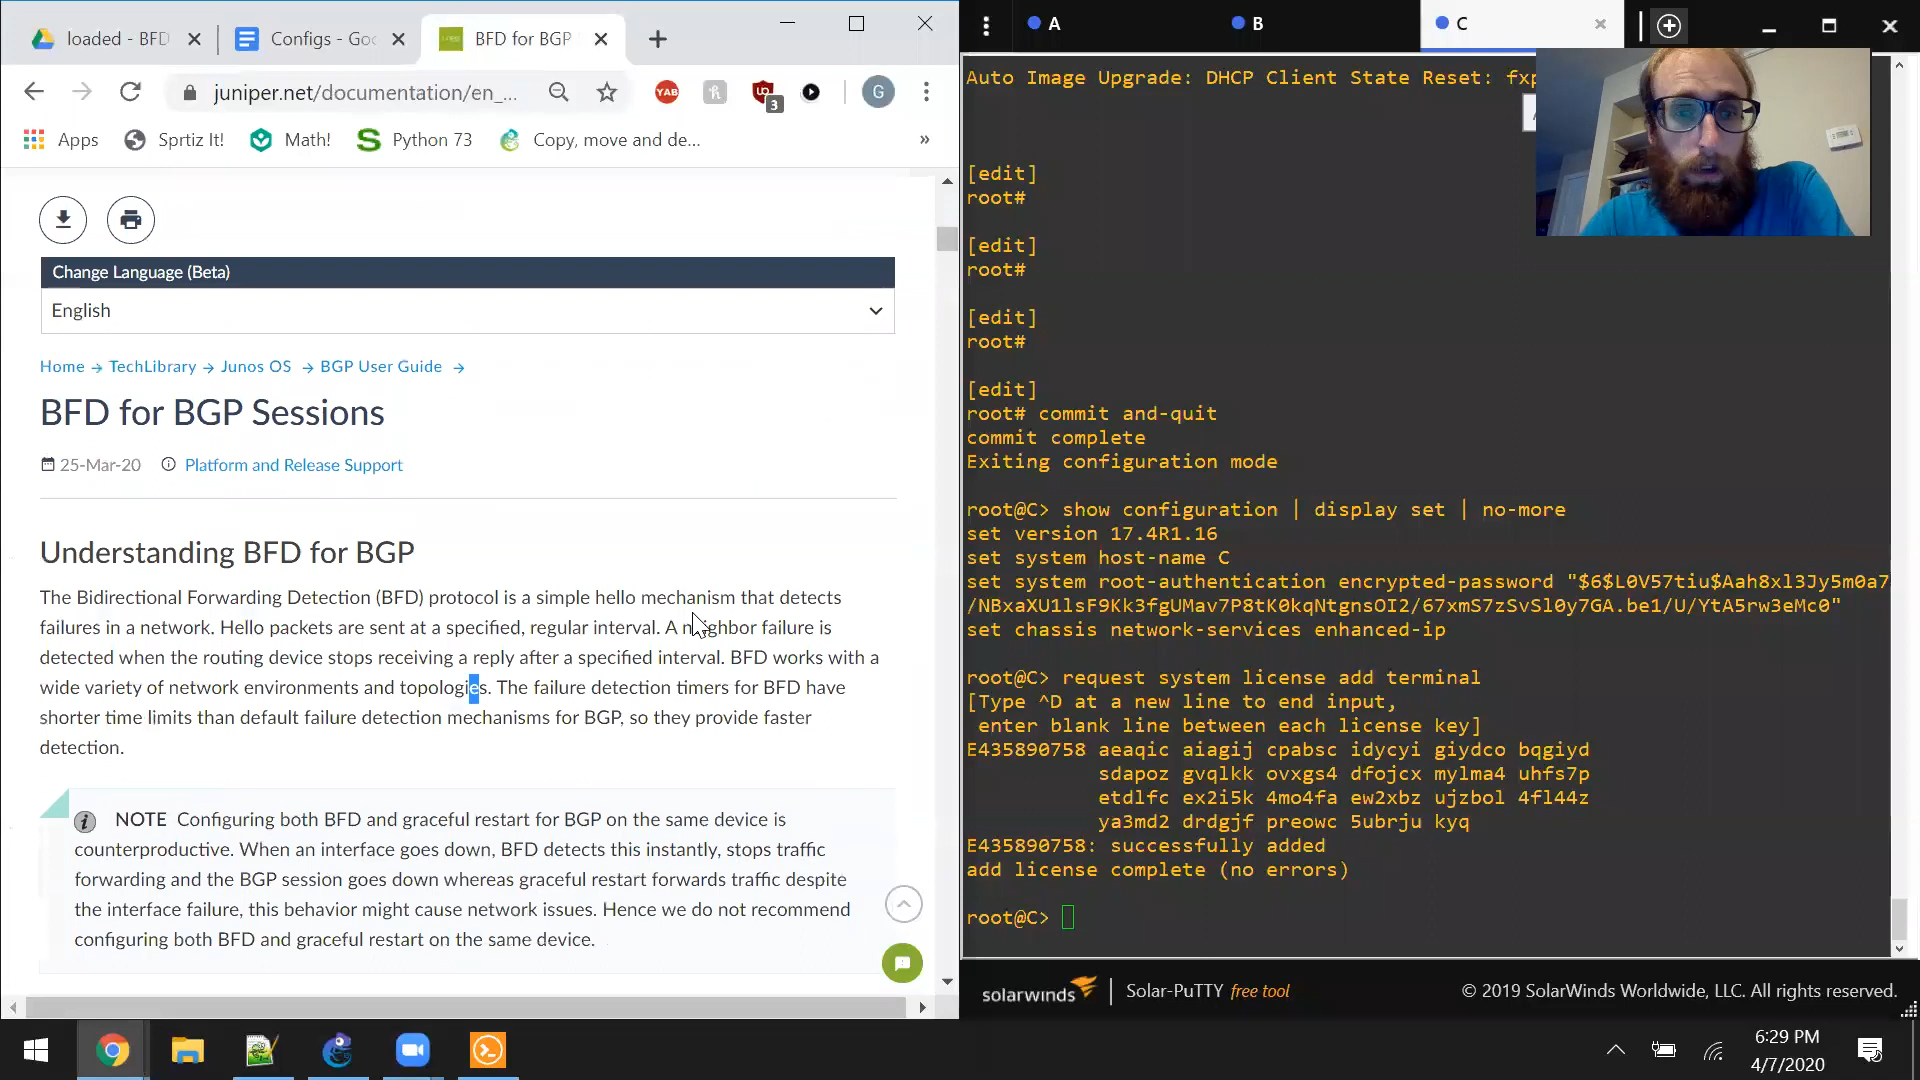 loaded - BFD
Configs - Goo
BFD for BGP
juniper.net/documentation/en_...
YAB
3
G
Apps
Sprtiz It!
Math!
Python 73
Copy, move and de...
»
Change Language (Beta)
English
Home → TechLibrary → Junos OS → BGP User Guide →
BFD for BGP Sessions
25-Mar-20 Platform and Release Support
Understanding BFD for BGP
The Bidirectional Forwarding Detection (BFD) protocol is a simple hello mechanism that detects
failures in a network. Hello packets are sent at a specified, regular interval. A neighbor failure is
detected when the routing device stops receiving a reply after a specified interval. BFD works with a
wide variety of network environments and topologies. The failure detection timers for BFD have
shorter time limits than default failure detection mechanisms for BGP, so they provide faster
detection.
NOTE Configuring both BFD and graceful restart for BGP on the same device is
counterproductive. When an interface goes down, BFD detects this instantly, stops traffic
forwarding and the BGP session goes down whereas graceful restart forwards traffic despite
the interface failure, this behavior might cause network issues. Hence we do not recommend
configuring both BFD and graceful restart on the same device.
A
B
C
Auto Image Upgrade: DHCP Client State Reset: fxp
[edit]
root#
[edit]
root#
[edit]
root#
[edit]
root# commit and-quit
commit complete
Exiting configuration mode
root@C> show configuration | display set | no-more
set version 17.4R1.16
set system host-name C
set system root-authentication encrypted-password "$6$L0V57tiu$Aah8xl3Jy5m0a7
/NBxaXU1lsF9Kk3fgUMav7P8tK0kqNtgnsOI2/67xmS7zSvSl0y7GA.be1/U/YtA5rw3eMc0"
set chassis network-services enhanced-ip
root@C> request system license add terminal
[Type ^D at a new line to end input,
enter blank line between each license key]
E435890758 aeaqic aiagij cpabsc idycyi giydco bqgiyd
sdapoz gvqlkk ovxgs4 dfojcx mylma4 uhfs7p
etdlfc ex2i5k 4mo4fa ew2xbz ujzbol 4fl44z
ya3md2 drdgjf preowc 5ubrju kyq
E435890758: successfully added
add license complete (no errors)
root@C>
solarwinds | Solar-PuTTY free tool
© 2019 SolarWinds Worldwide, LLC. All rights reserved.
6:29 PM
4/7/2020